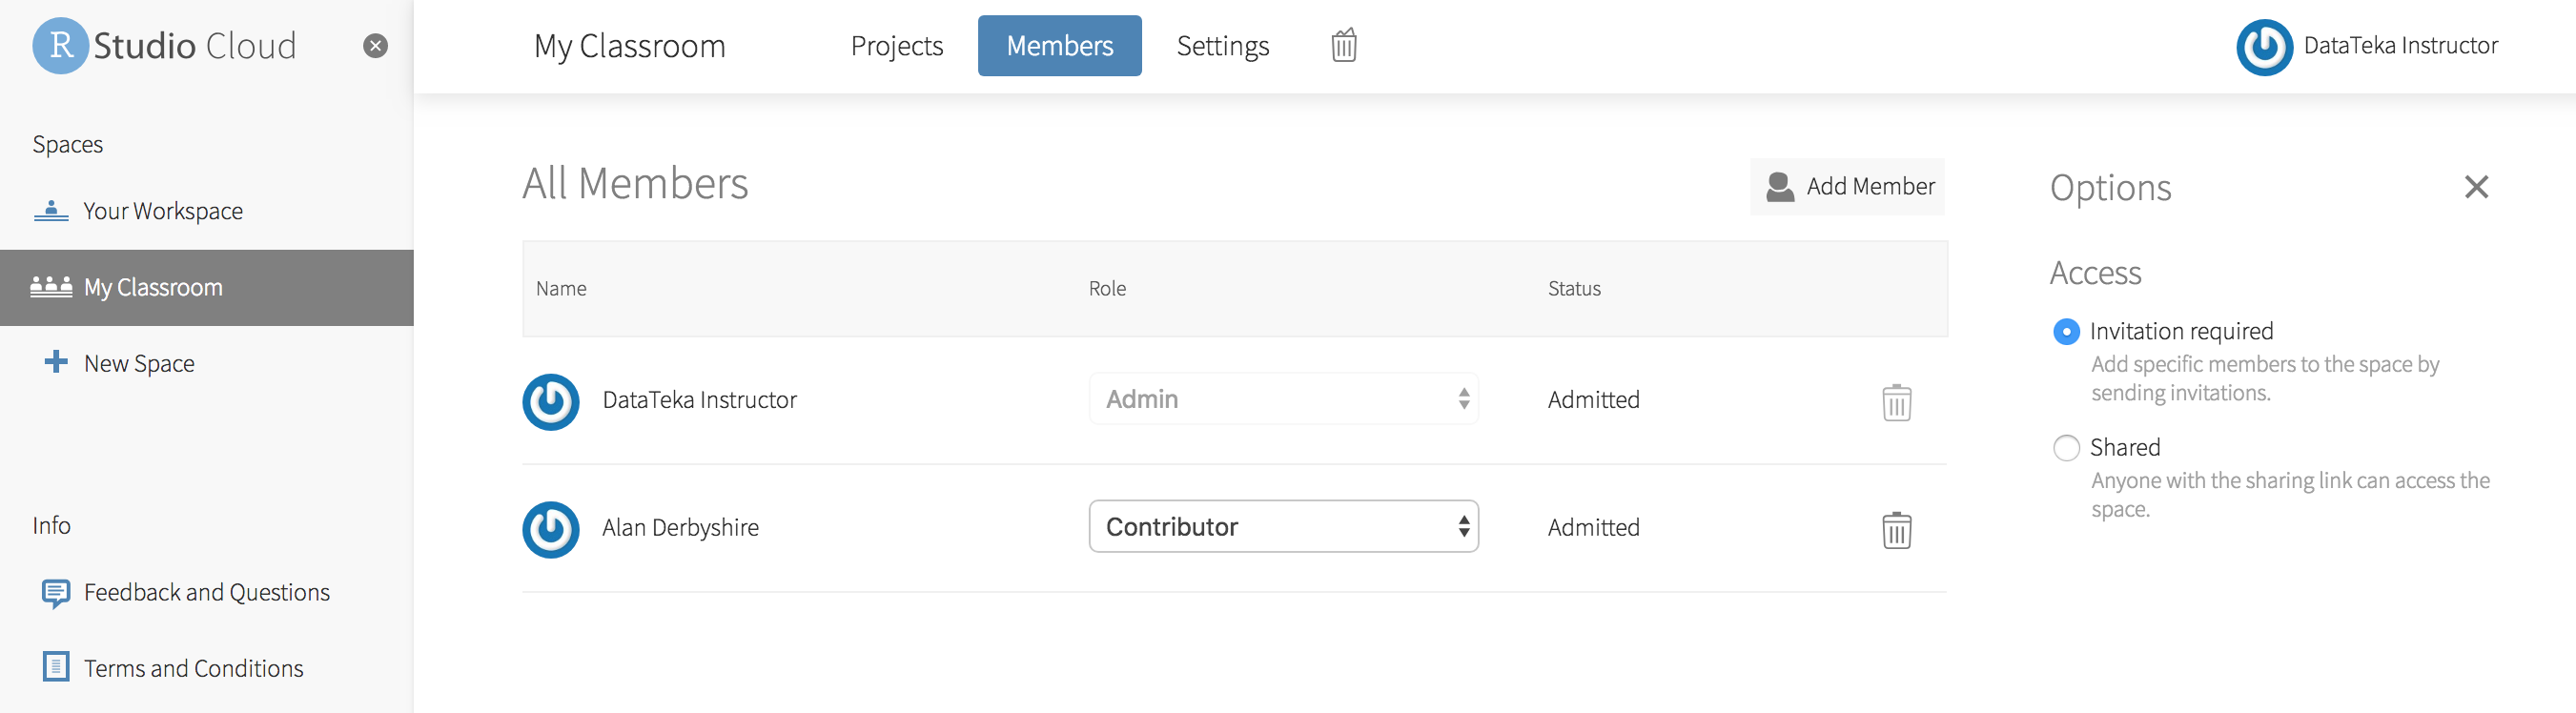 R Studio Cloud
Spaces
Your Workspace
My Classroom
New Space
Info
Feedback and Questions
Terms and Conditions
My Classroom Projects Members Settings
DataTeka Instructor
All Members
Add Member
Name Role Status
DataTeka Instructor Admin Admitted
Alan Derbyshire Contributor Admitted
Options
Access
Invitation required
Add specific members to the space by
sending invitations.
Shared
Anyone with the sharing link can access the
space.